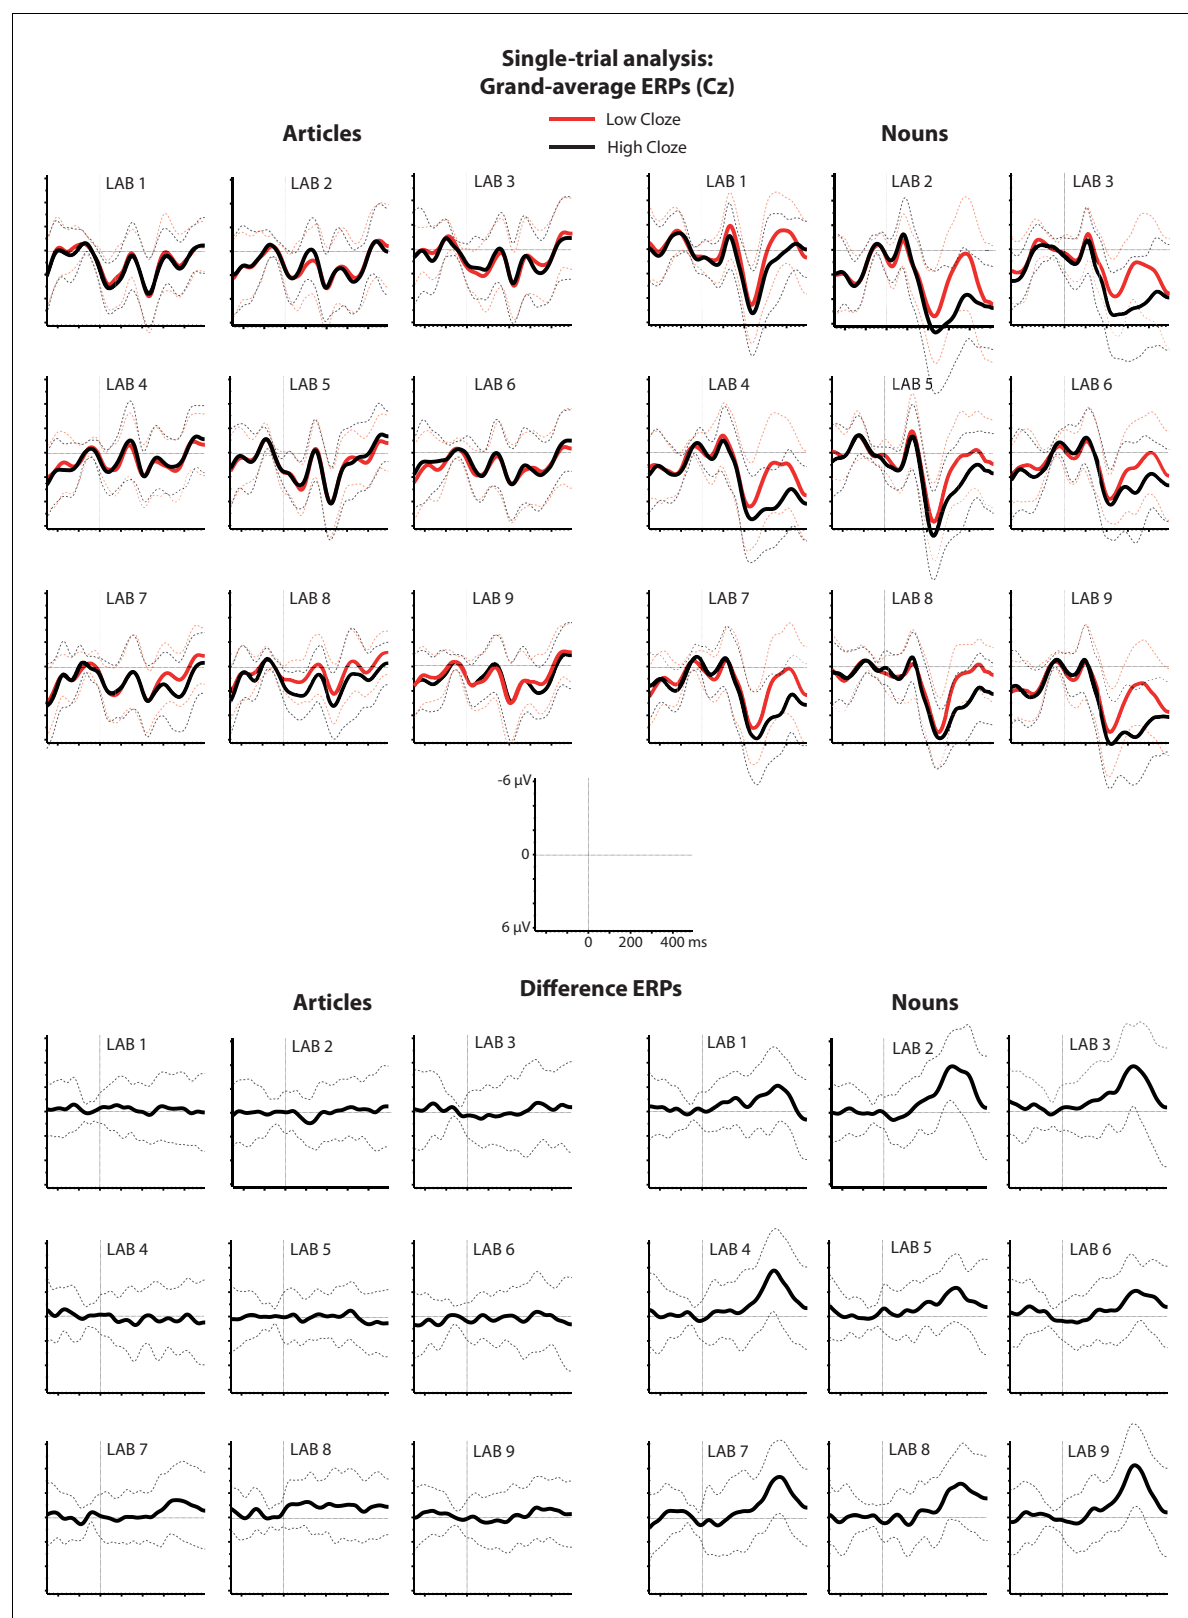 Single-trial analysis:
Grand-average ERPs (Cz)
Low Cloze
High Cloze
Articles
Nouns
LAB 1
LAB 2
LAB 3
LAB 1
LAB 2
LAB 3
LAB 4
LAB 5
LAB 6
LAB 4
LAB 5
LAB 6
LAB 7
LAB 8
LAB 9
LAB 7
LAB 8
LAB 9
-6 µV
0
6 µV
0 200 400 ms
Difference ERPs
Articles
Nouns
LAB 1
LAB 2
LAB 3
LAB 1
LAB 2
LAB 3
LAB 4
LAB 5
LAB 6
LAB 4
LAB 5
LAB 6
LAB 7
LAB 8
LAB 9
LAB 7
LAB 8
LAB 9